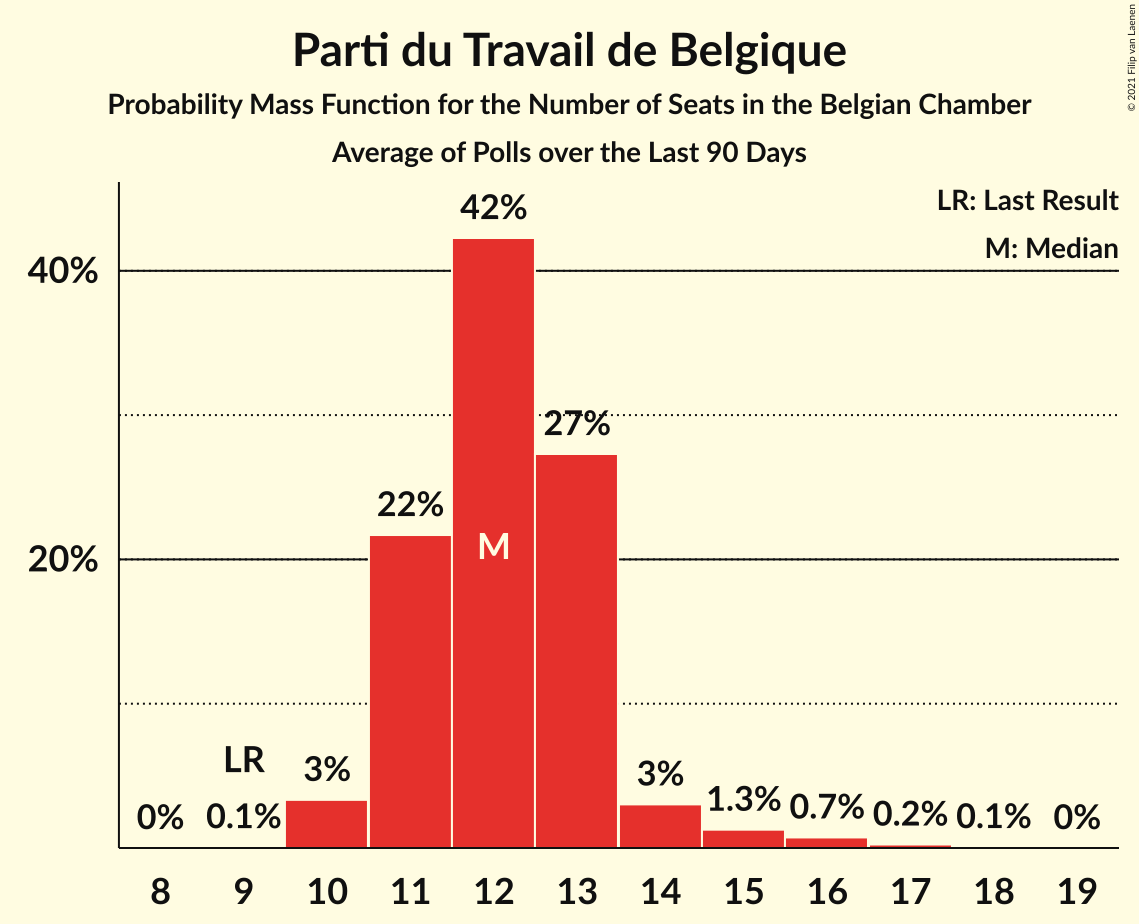 Parti du Travail de Belgique
Probability Mass Function for the Number of Seats in the Belgian Chamber
Average of Polls over the Last 90 Days
© 2021 Filip van Laenen
LR: Last Result
M: Median
40%
20%
0%
LR
0.1%
3%
22%
42%
M
27%
3%
1.3%
0.7%
0.2%
0.1%
0%
8 9 10 11 12 13 14 15 16 17 18 19